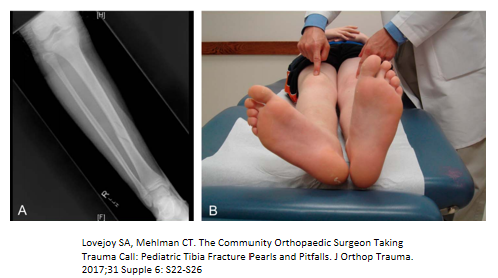 [H]
R
[F]
A
B
Lovejoy SA, Mehlman CT. The Community Orthopaedic Surgeon Taking
Trauma Call: Pediatric Tibia Fracture Pearls and Pitfalls. J Orthop Trauma.
2017;31 Supple 6: S22-S26